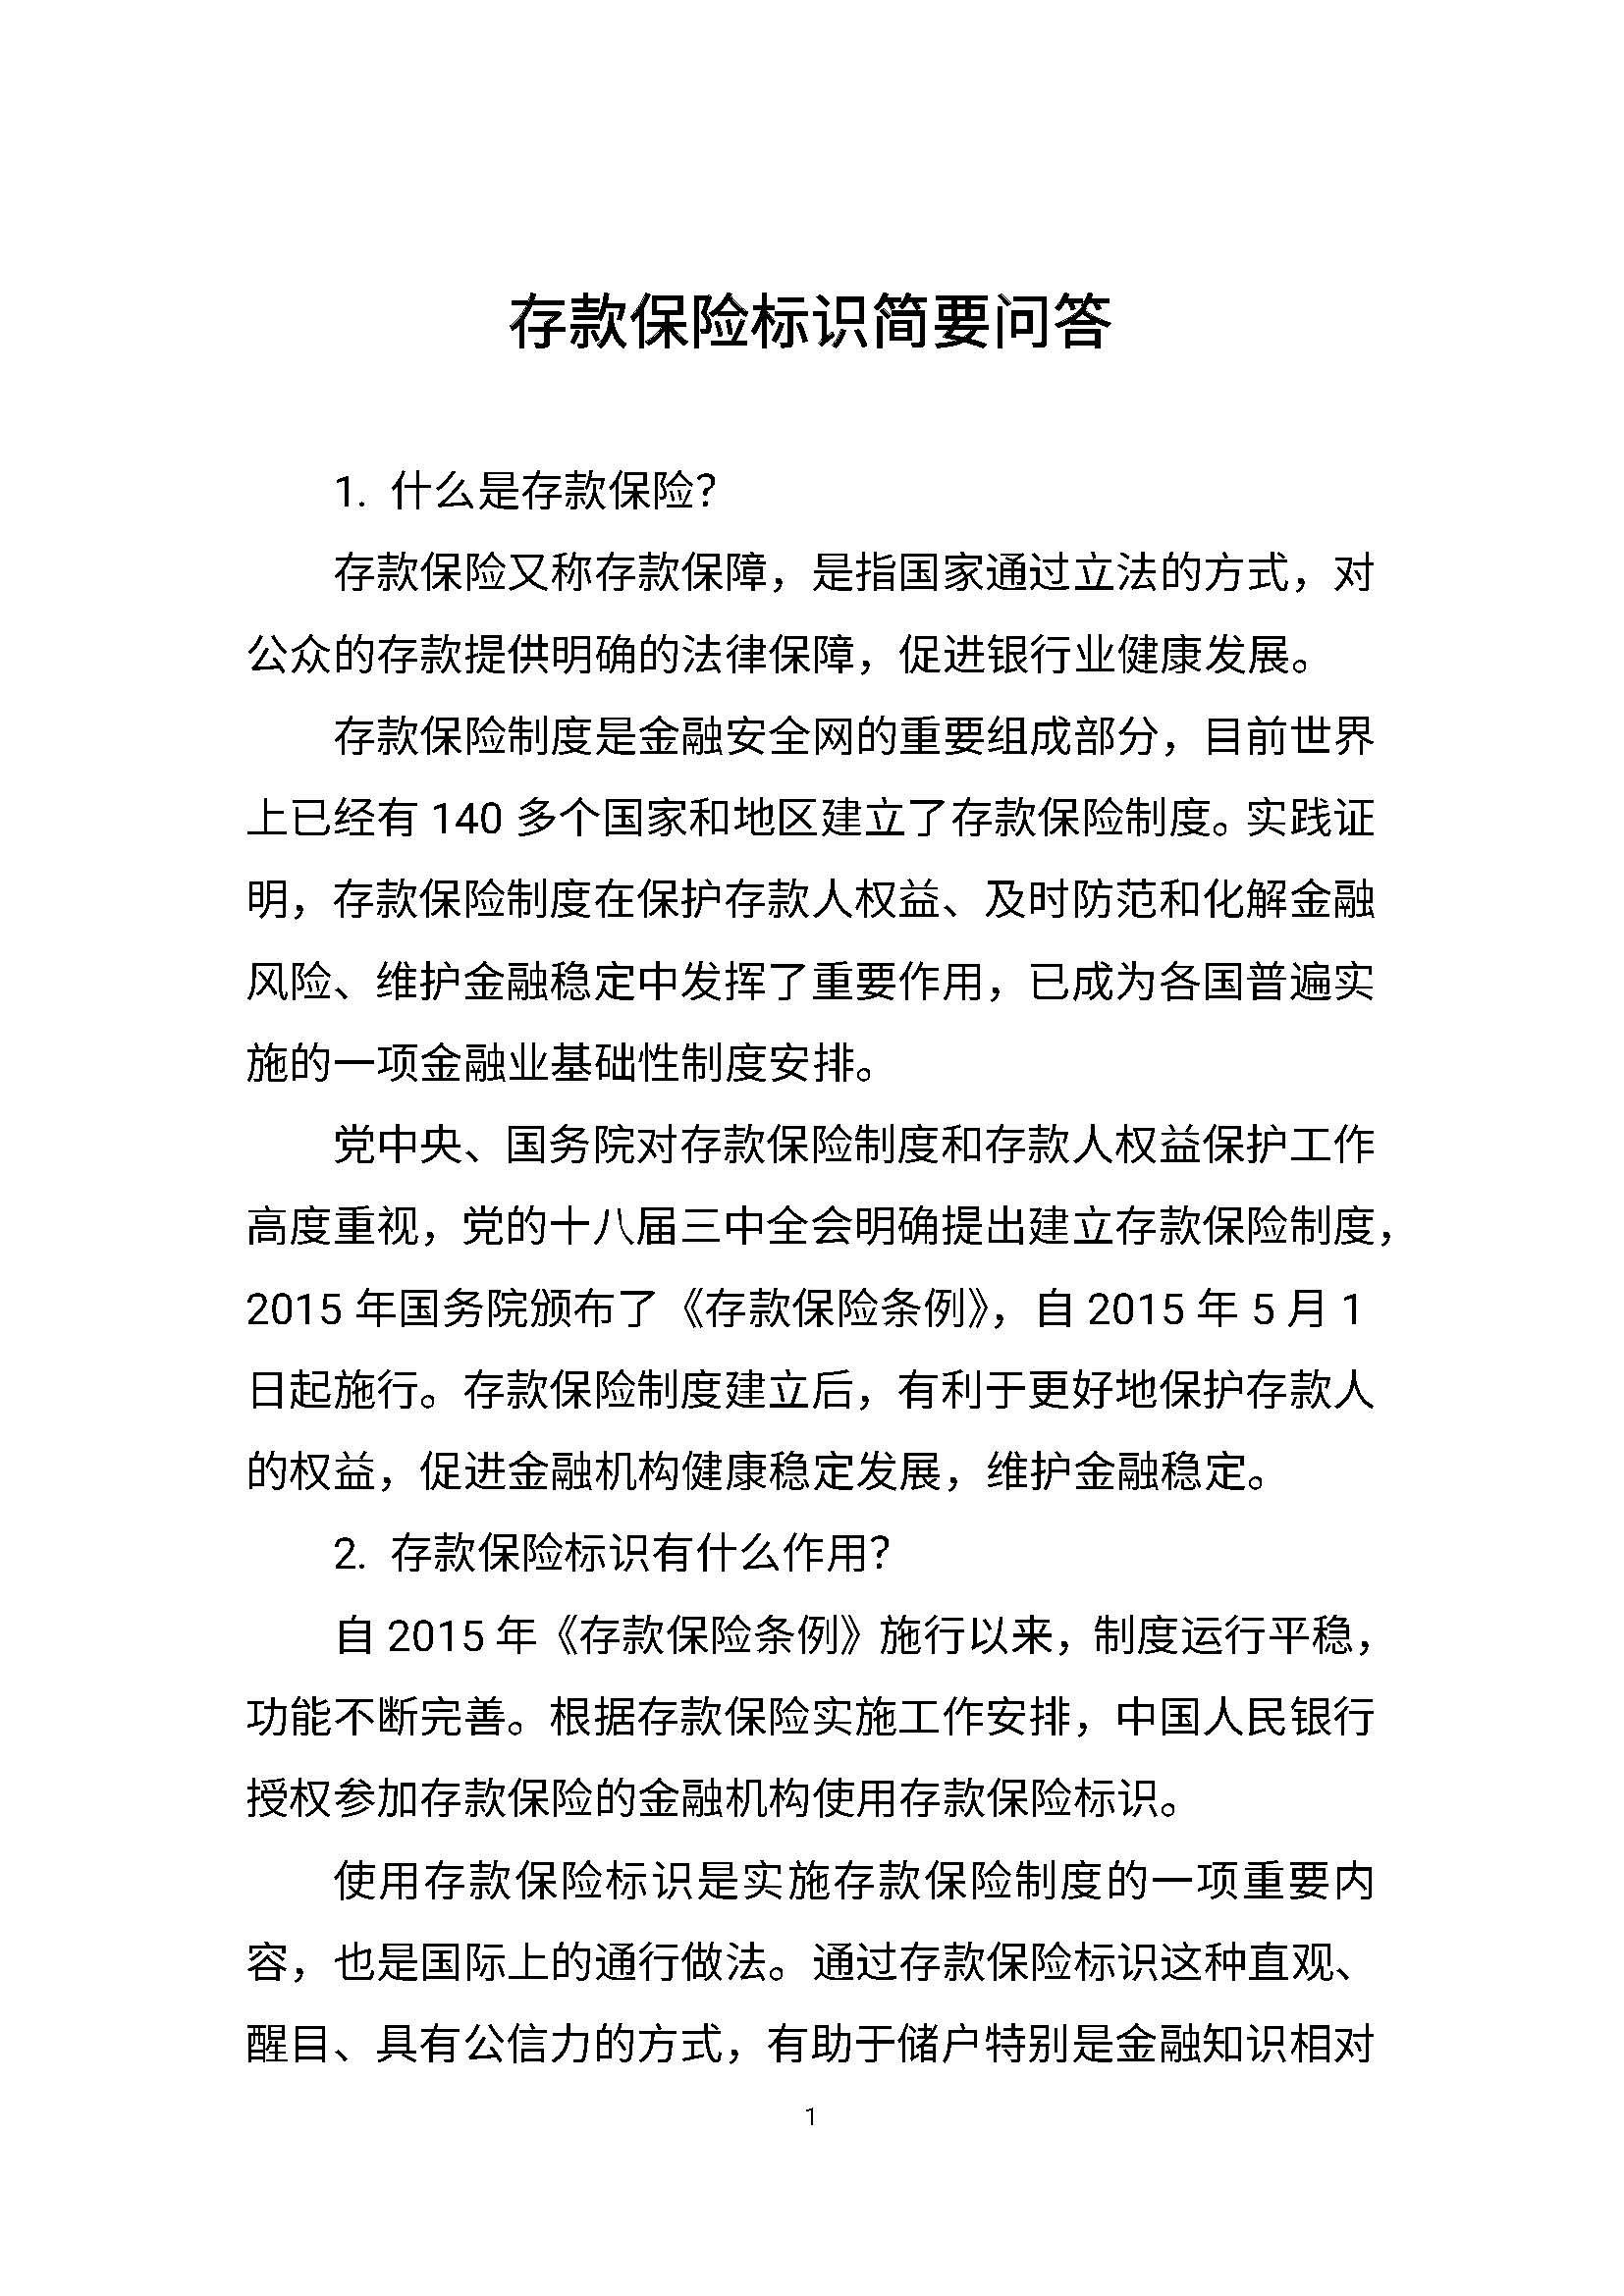 存款保险标识简要问答
1. 什么是存款保险？
存款保险又称存款保障，是指国家通过立法的方式，对
公众的存款提供明确的法律保障，促进银行业健康发展。
存款保险制度是金融安全网的重要组成部分，目前世界
上已经有 140 多个国家和地区建立了存款保险制度。实践证
明，存款保险制度在保护存款人权益、及时防范和化解金融
风险、维护金融稳定中发挥了重要作用，已成为各国普遍实
施的一项金融业基础性制度安排。
党中央、国务院对存款保险制度和存款人权益保护工作
高度重视，党的十八届三中全会明确提出建立存款保险制度，
2015 年国务院颁布了《存款保险条例》，自 2015 年 5 月 1
日起施行。存款保险制度建立后，有利于更好地保护存款人
的权益，促进金融机构健康稳定发展，维护金融稳定。
2. 存款保险标识有什么作用？
自 2015 年《存款保险条例》施行以来，制度运行平稳，
功能不断完善。根据存款保险实施工作安排，中国人民银行
授权参加存款保险的金融机构使用存款保险标识。
使用存款保险标识是实施存款保险制度的一项重要内
容，也是国际上的通行做法。通过存款保险标识这种直观、
醒目、具有公信力的方式，有助于储户特别是金融知识相对
1